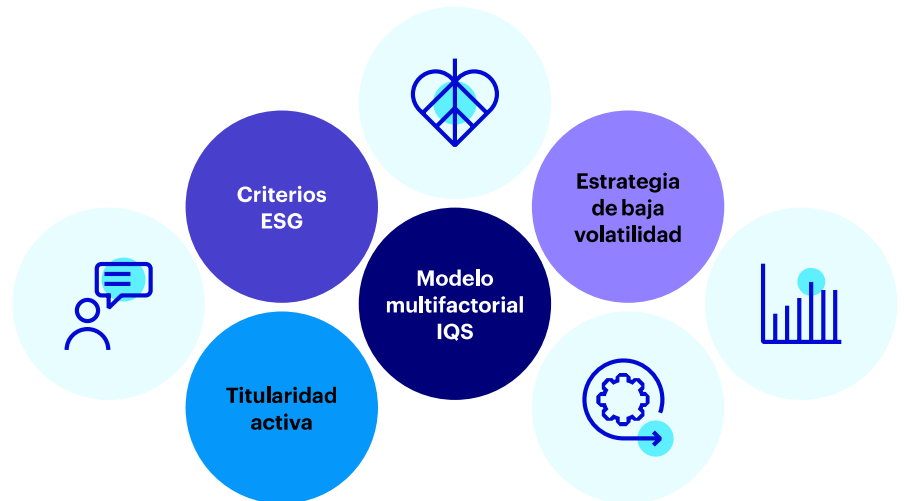 Criterios
ESG
Estrategia
de baja
volatilidad
Modelo
multifactorial
IQS
Titularidad
activa